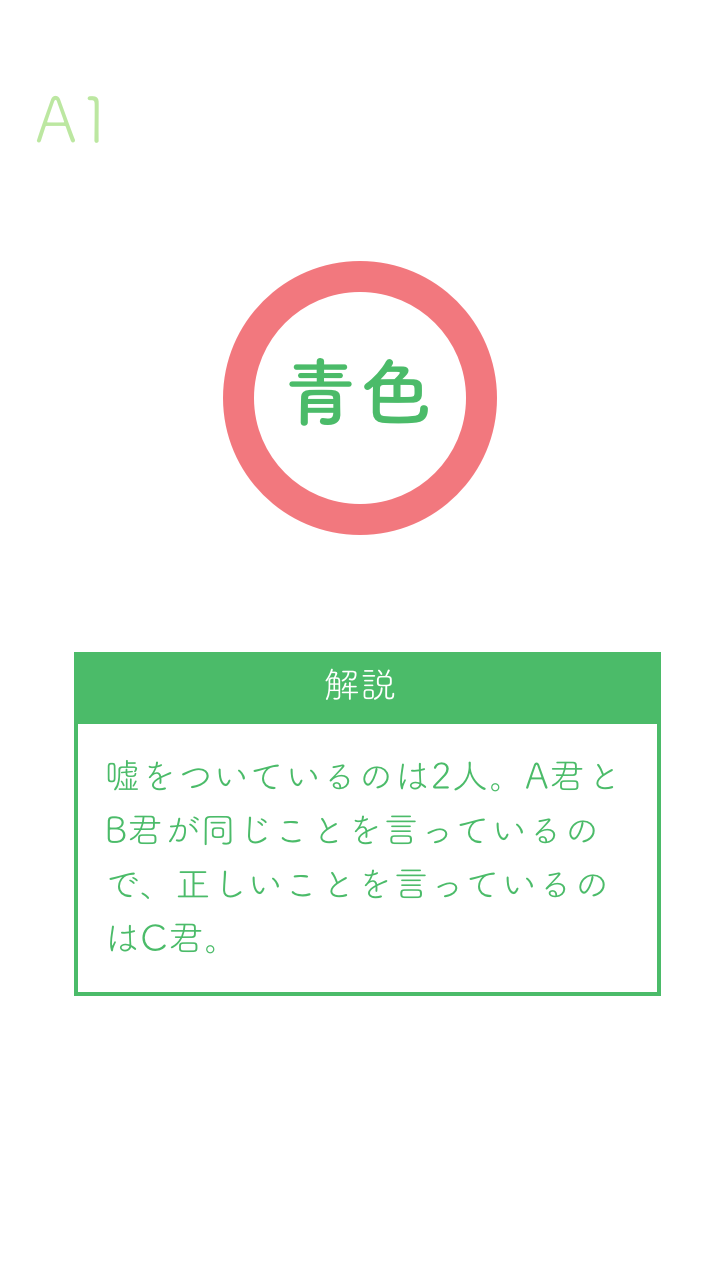 A1
青色
解説
嘘をついているのは2人。A君と
B君が同じことを言っているの
で、正しいことを言っているの
はC君。